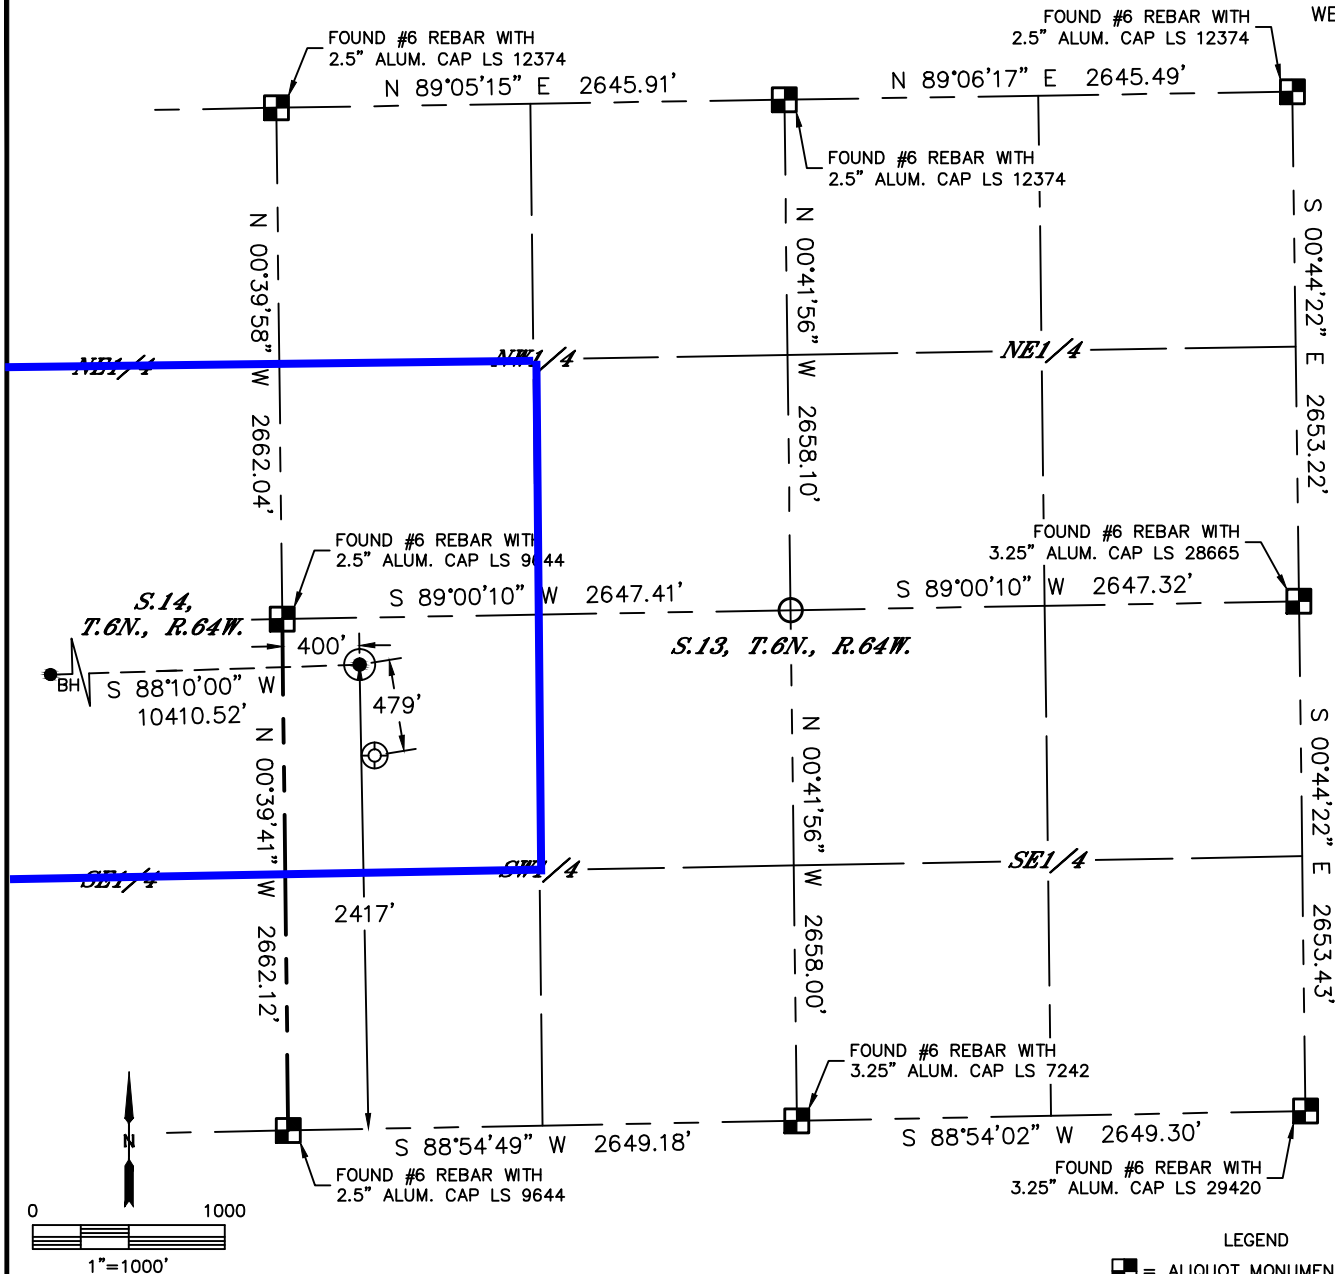 WE
FOUND #6 REBAR WITH
2.5" ALUM. CAP LS 12374
FOUND #6 REBAR WITH
2.5" ALUM. CAP LS 12374
N 89°05'15" E 2645.91'
N 89°06'17" E 2645.49'
FOUND #6 REBAR WITH
2.5" ALUM. CAP LS 12374
N 00°39'58" W 2662.04'
N 00°41'56" W 2658.10'
S 00°44'22" E 2653.22'
NE1/4
NW1/4
NE1/4
FOUND #6 REBAR WITH
2.5" ALUM. CAP LS 9644
FOUND #6 REBAR WITH
3.25" ALUM. CAP LS 28665
S 89°00'10" W 2647.41'
S 89°00'10" W 2647.32'
S.14,
T.6N., R.64W.
S.13, T.6N., R.64W.
400'
BH
S 88°10'00" W
10410.52'
479'
N 00°39'41" W 2662.12'
N 00°41'56" W 2658.00'
S 00°44'22" E 2653.43'
SE1/4
SW1/4
SE1/4
2417'
FOUND #6 REBAR WITH
3.25" ALUM. CAP LS 7242
S 88°54'49" W 2649.18'
S 88°54'02" W 2649.30'
N
FOUND #6 REBAR WITH
2.5" ALUM. CAP LS 9644
FOUND #6 REBAR WITH
3.25" ALUM. CAP LS 29420
0 1000
1"=1000'
LEGEND
= ALIQUOT MONUMEN